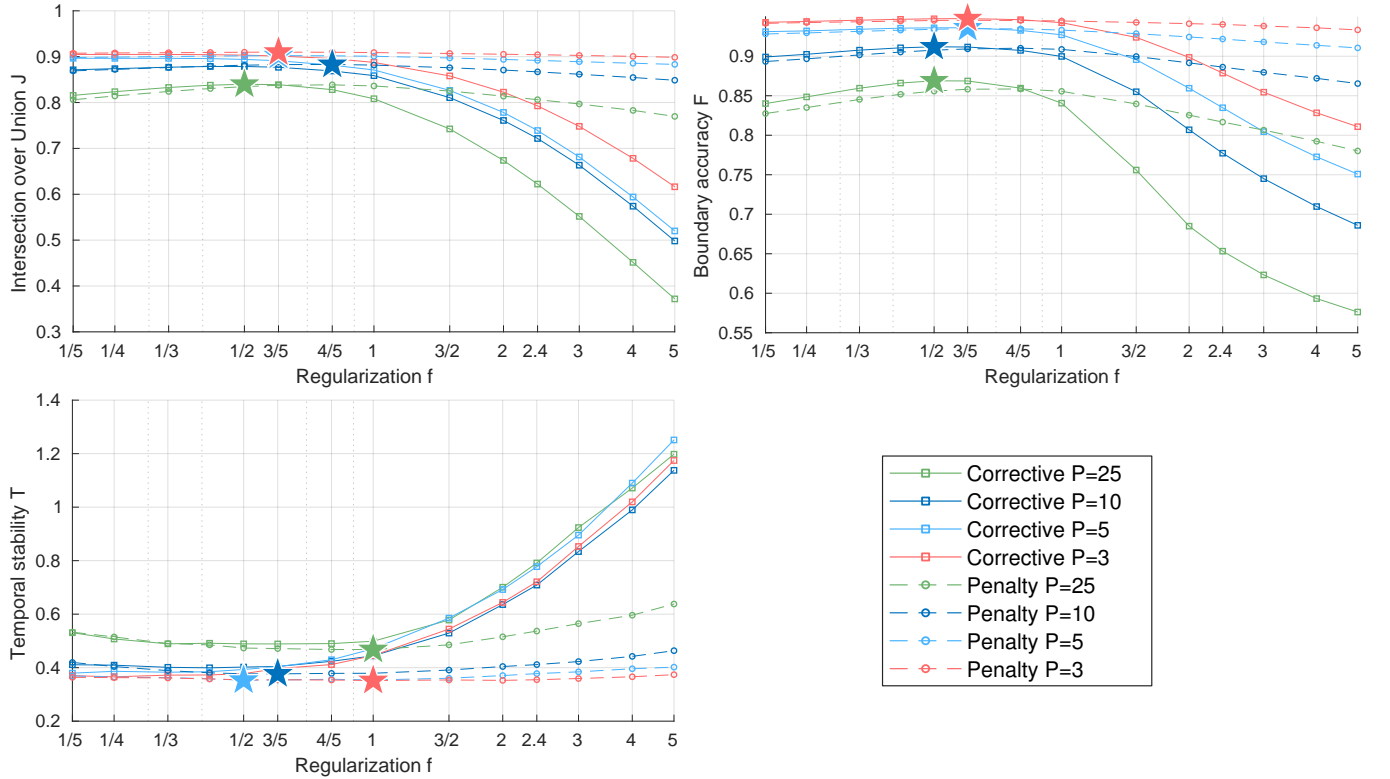 Intersection over Union J
1
0.9
0.8
0.7
0.6
0.5
0.4
0.3
1/5 1/4 1/3 1/2 3/5 4/5 1 3/2 2 2.4 3 4 5
Regularization f
Boundary accuracy F
0.9
0.85
0.8
0.75
0.7
0.65
0.6
0.55
1/5 1/4 1/3 1/2 3/5 4/5 1 3/2 2 2.4 3 4 5
Regularization f
Temporal stability T
1.4
1.2
1
0.8
0.6
0.4
0.2
1/5 1/4 1/3 1/2 3/5 4/5 1 3/2 2 2.4 3 4 5
Regularization f
Corrective P=25
Corrective P=10
Corrective P=5
Corrective P=3
Penalty P=25
Penalty P=10
Penalty P=5
Penalty P=3